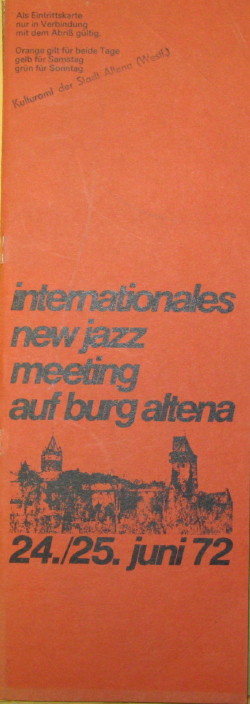 Als Eintrittskarte
nur in Verbindung
mit dem Abriß gültig.
Orange gilt für beide Tage
gelb für Samstag
grün für Sonntag
Kulturamt der Stadt Altena (Westf.)
internationales
new jazz
meeting
auf burg altena
24./25. juni 72